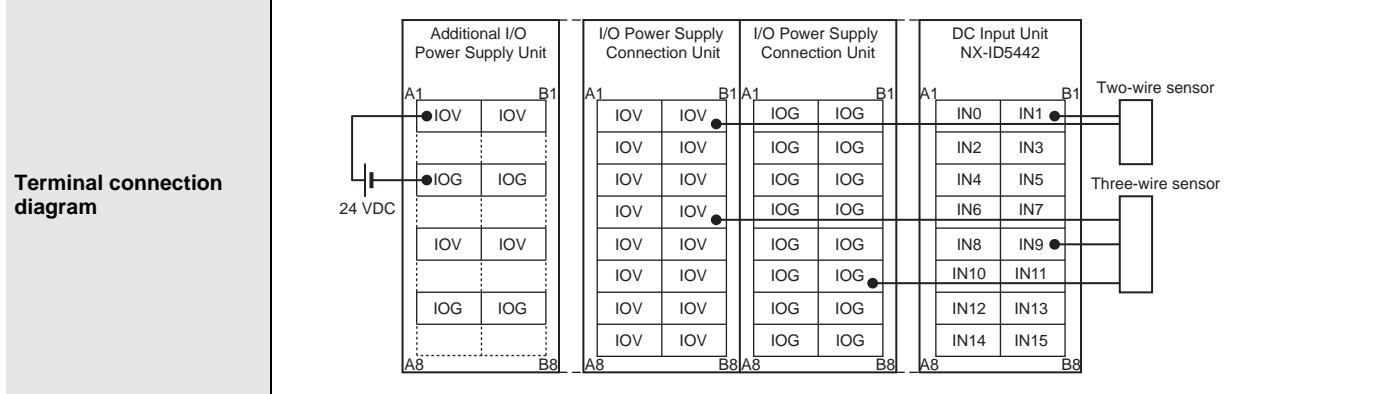 Terminal connection
diagram
Additional I/O
Power Supply Unit
I/O Power Supply
Connection Unit
I/O Power Supply
Connection Unit
DC Input Unit
NX-ID5442
A1 B1 A1 B1 A1 B1 A1 B1
Two-wire sensor
IOV IOV IOV IOV IOG IOG IN0 IN1
IOV IOV IOG IOG IN2 IN3
IOG IOG IOV IOV IOG IOG IN4 IN5
Three-wire sensor
24 VDC
IOV IOV IOG IOG IN6 IN7
IOV IOV IOV IOV IOG IOG IN8 IN9
IOV IOV IOG IOG IN10 IN11
IOG IOG IOV IOV IOG IOG IN12 IN13
IOV IOV IOG IOG IN14 IN15
A8 B8 A8 B8 A8 B8 A8 B8